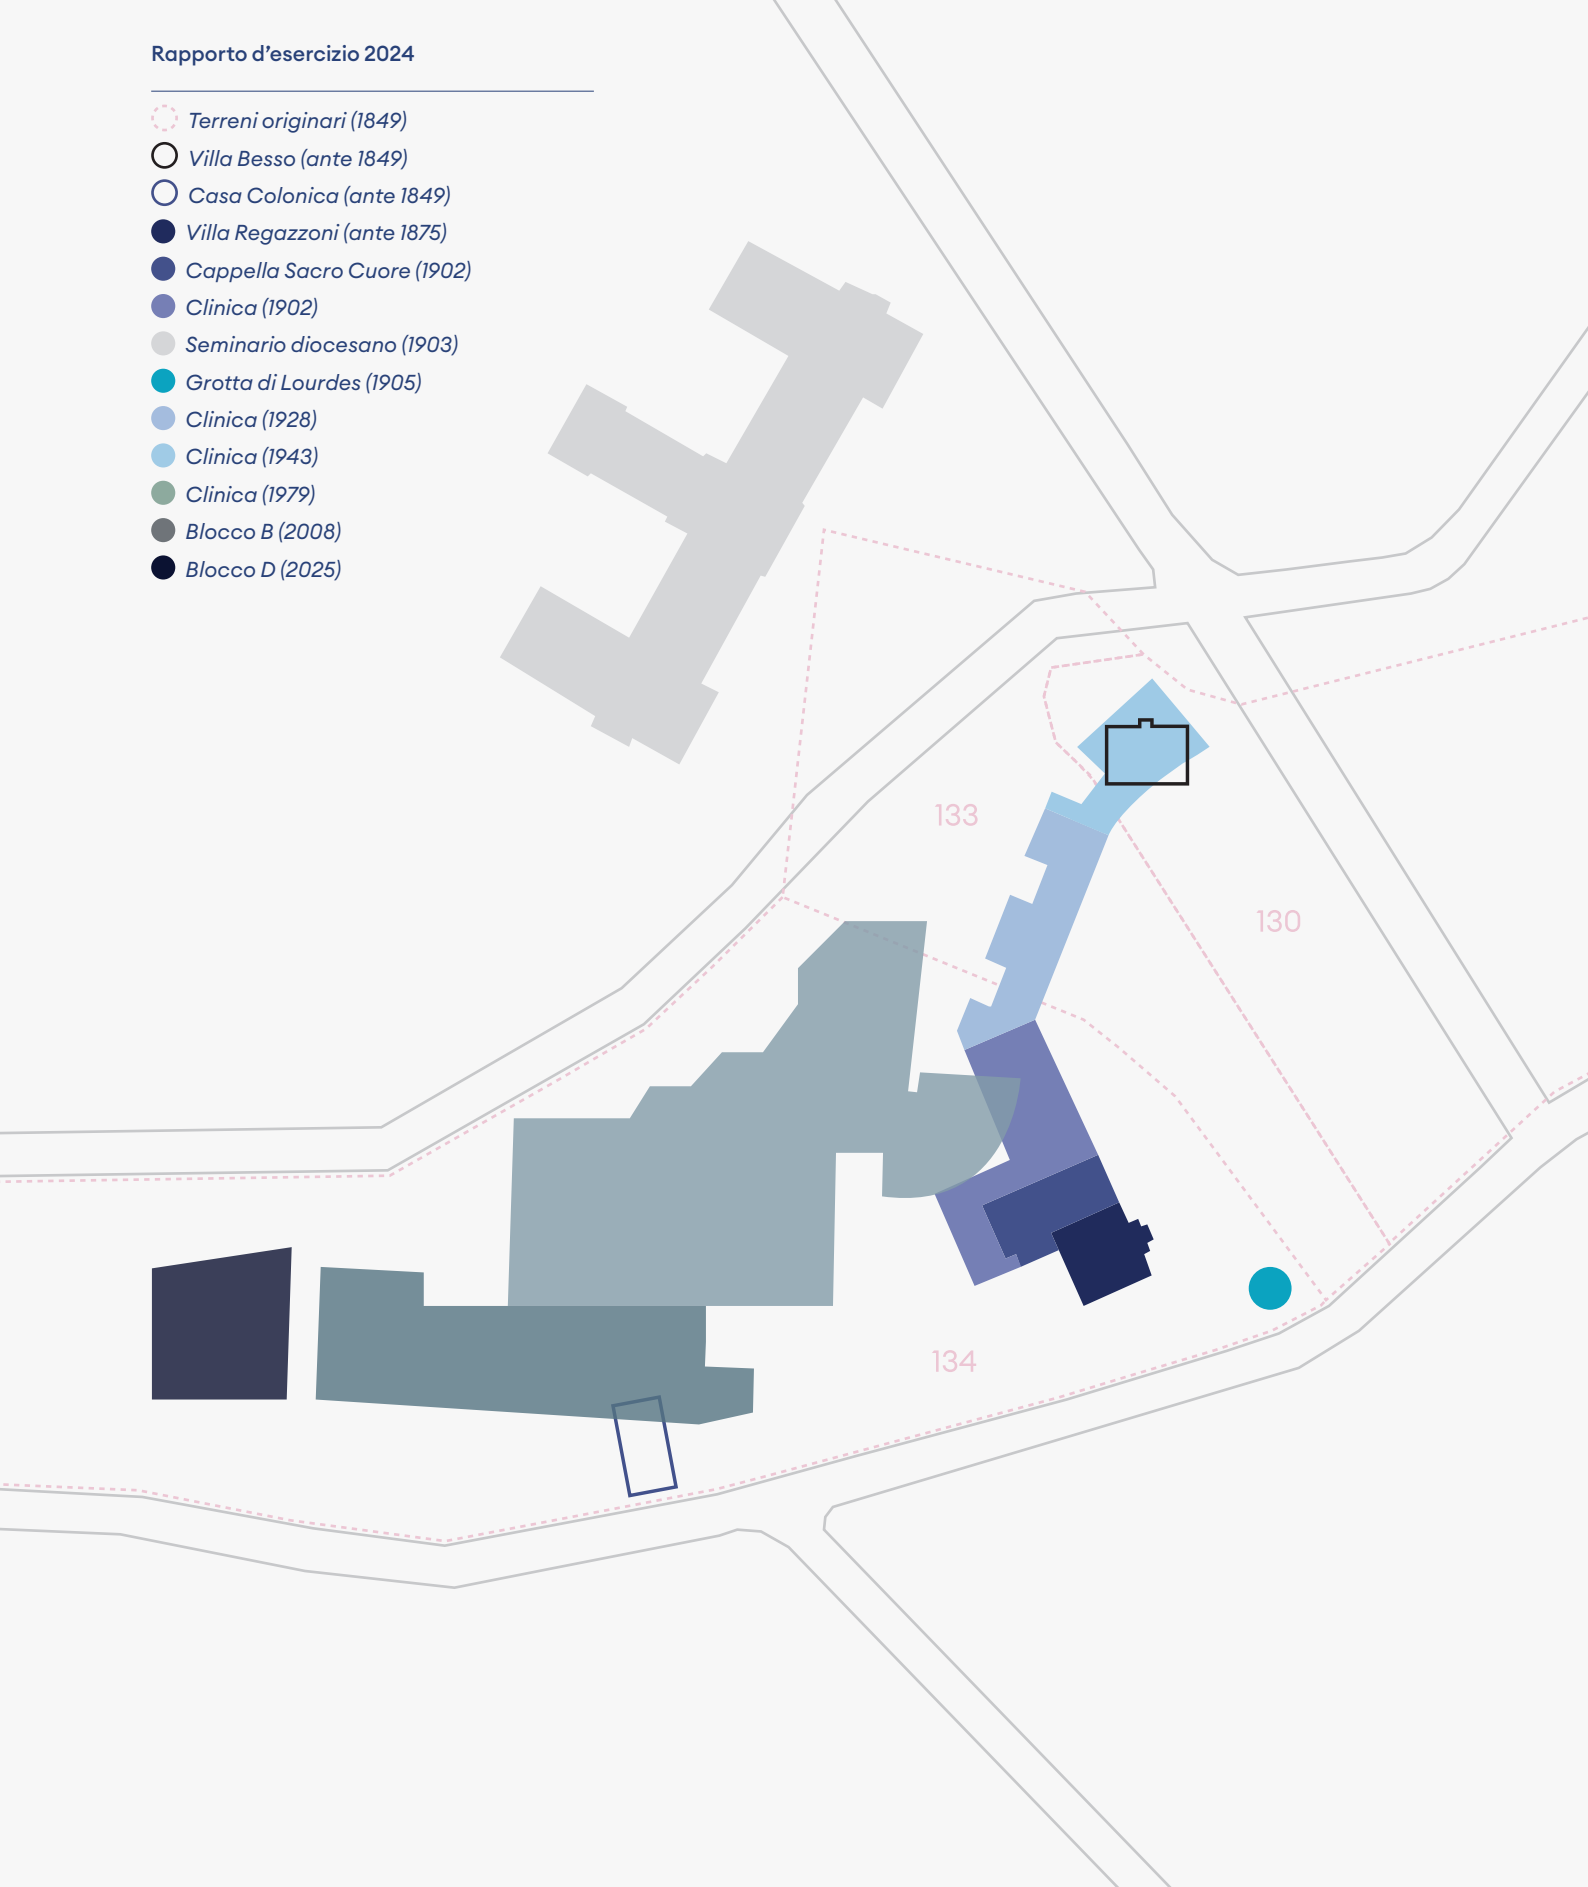 Rapporto d’esercizio 2024
Terreni originari (1849)
Villa Besso (ante 1849)
Casa Colonica (ante 1849)
Villa Regazzoni (ante 1875)
Cappella Sacro Cuore (1902)
Clinica (1902)
Seminario diocesano (1903)
Grotta di Lourdes (1905)
Clinica (1928)
Clinica (1943)
Clinica (1979)
Blocco B (2008)
Blocco D (2025)
133
130
134